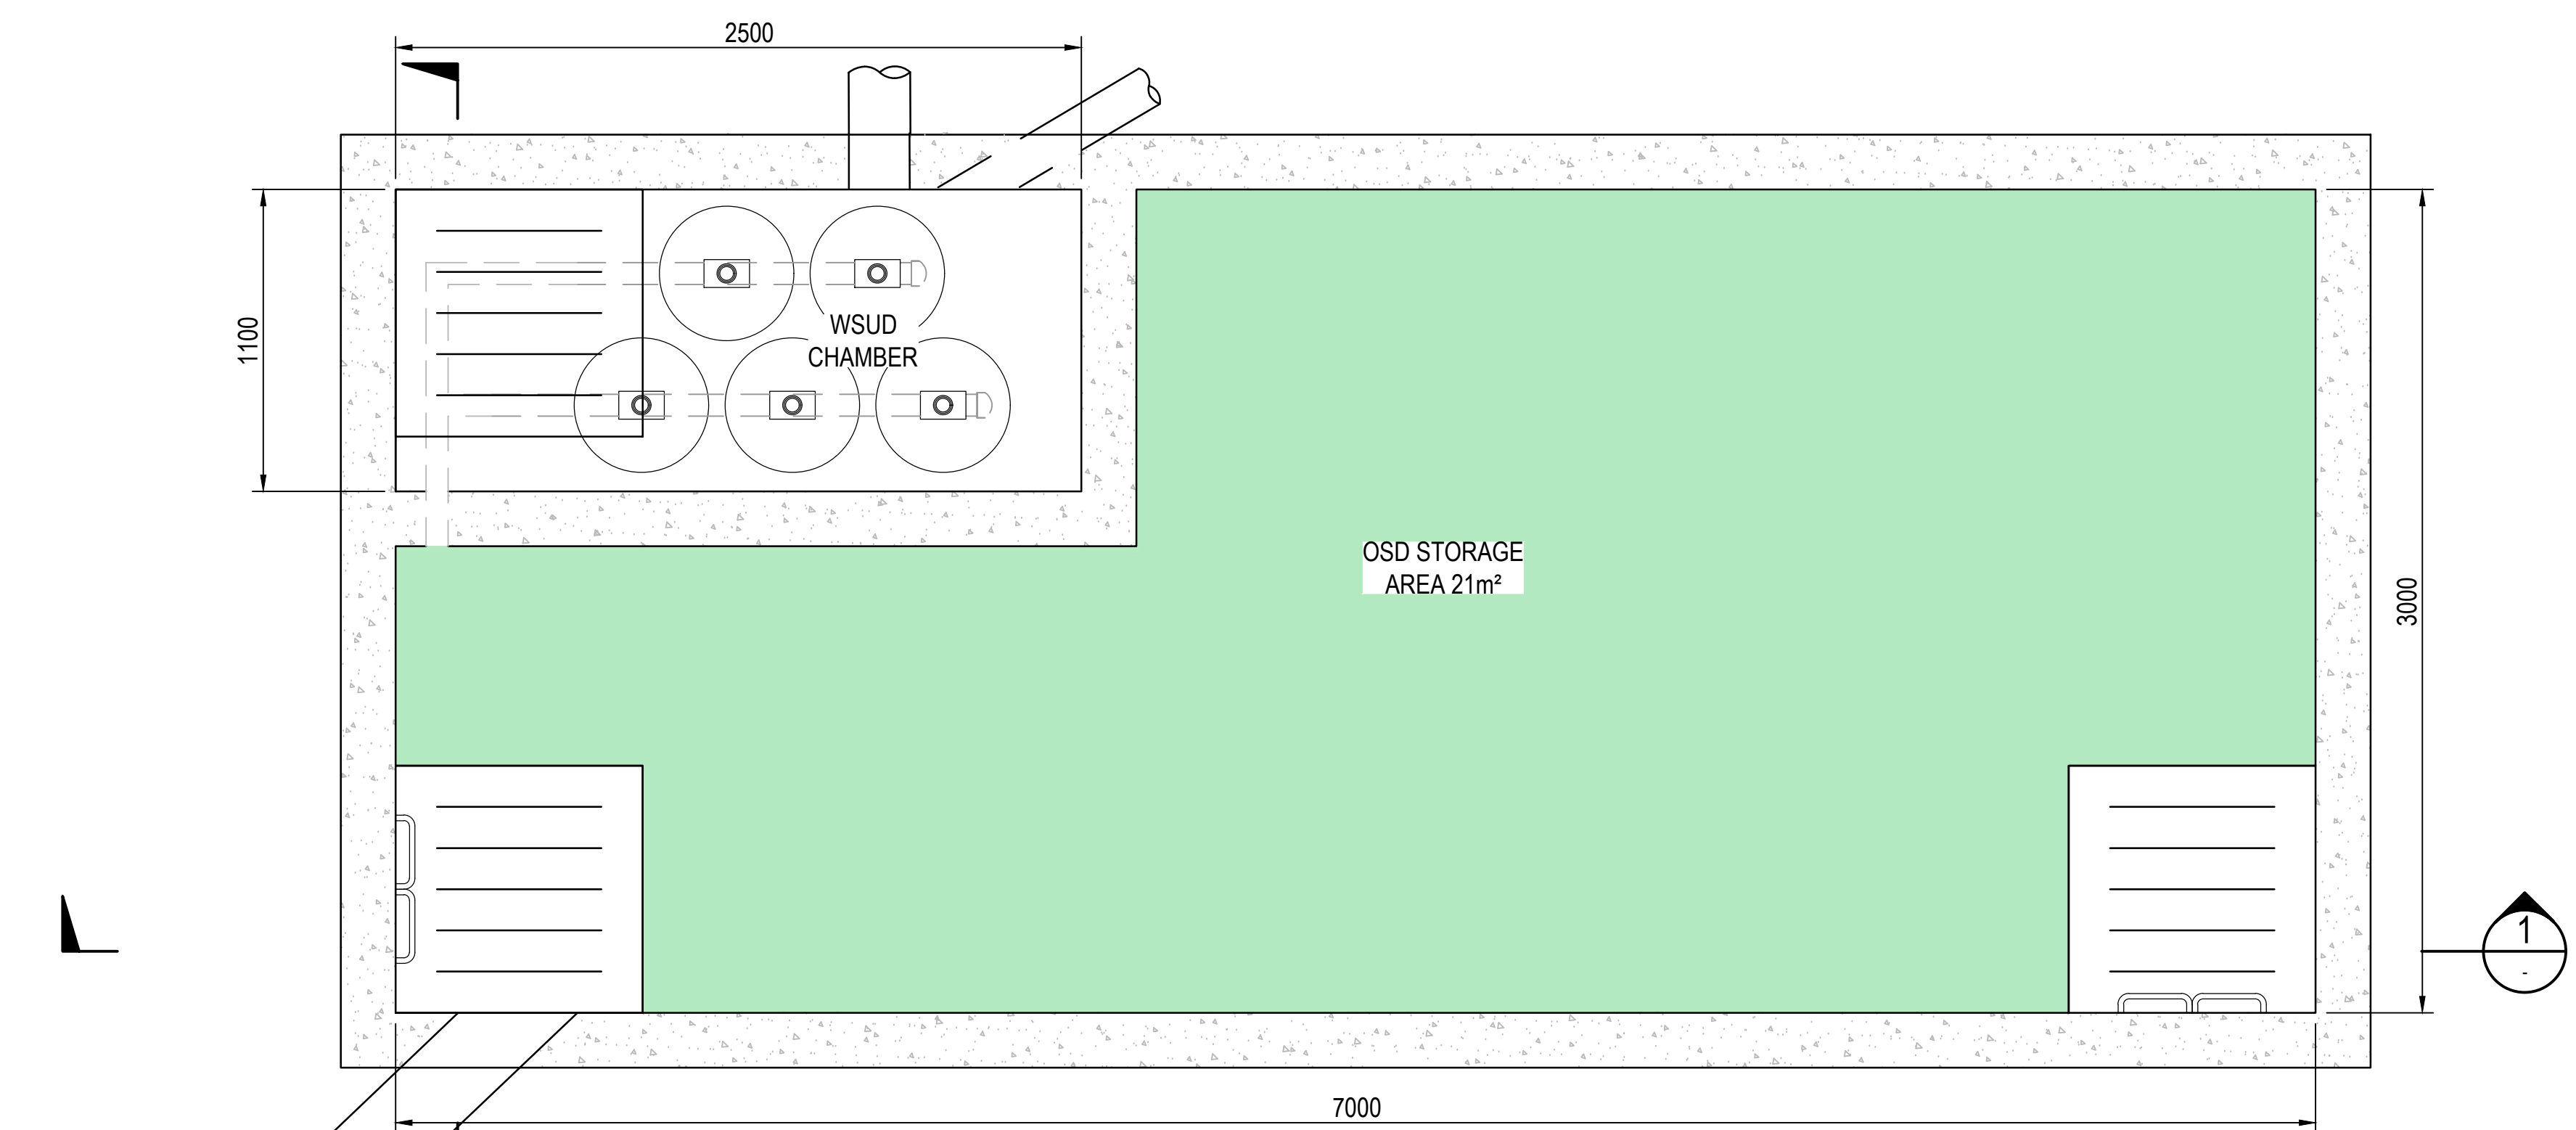 2500
1100
WSUD
CHAMBER
OSD STORAGE
AREA 21m²
3000
1
-
7000